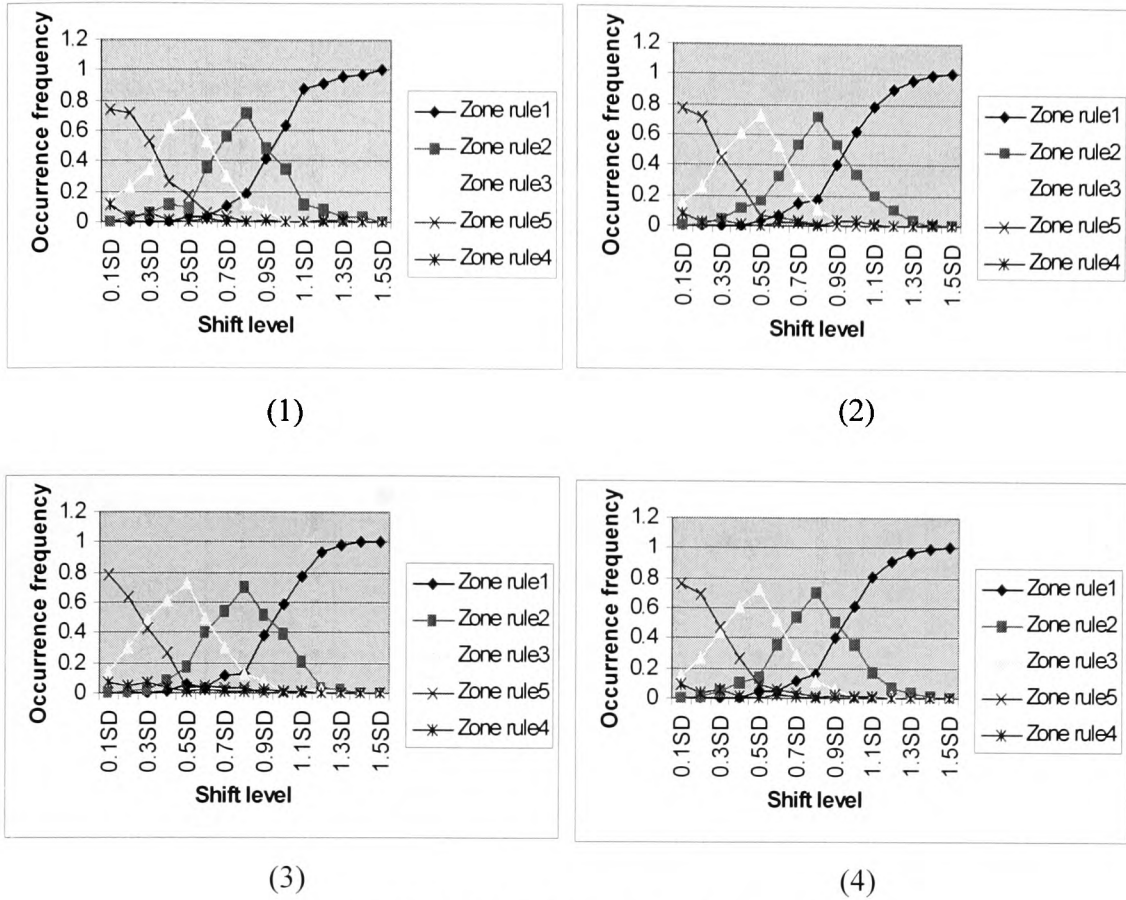 Occurrence frequency
1.2
1
0.8
0.6
0.4
0.2
0
0.1SD
0.3SD
0.5SD
0.7SD
0.9SD
1.1SD
1.3SD
1.5SD
Shift level
Zone rule1
Zone rule2
Zone rule3
Zone rule5
Zone rule4
(1)
Occurrence frequency
1.2
1
0.8
0.6
0.4
0.2
0
0.1SD
0.3SD
0.5SD
0.7SD
0.9SD
1.1SD
1.3SD
1.5SD
Shift level
Zone rule1
Zone rule2
Zone rule3
Zone rule5
Zone rule4
(2)
Occurrence frequency
1.2
1
0.8
0.6
0.4
0.2
0
0.1SD
0.3SD
0.5SD
0.7SD
0.9SD
1.1SD
1.3SD
1.5SD
Shift level
Zone rule1
Zone rule2
Zone rule3
Zone rule5
Zone rule4
(3)
Occurrence frequency
1.2
1
0.8
0.6
0.4
0.2
0
0.1SD
0.3SD
0.5SD
0.7SD
0.9SD
1.1SD
1.3SD
1.5SD
Shift level
Zone rule1
Zone rule2
Zone rule3
Zone rule5
Zone rule4
(4)